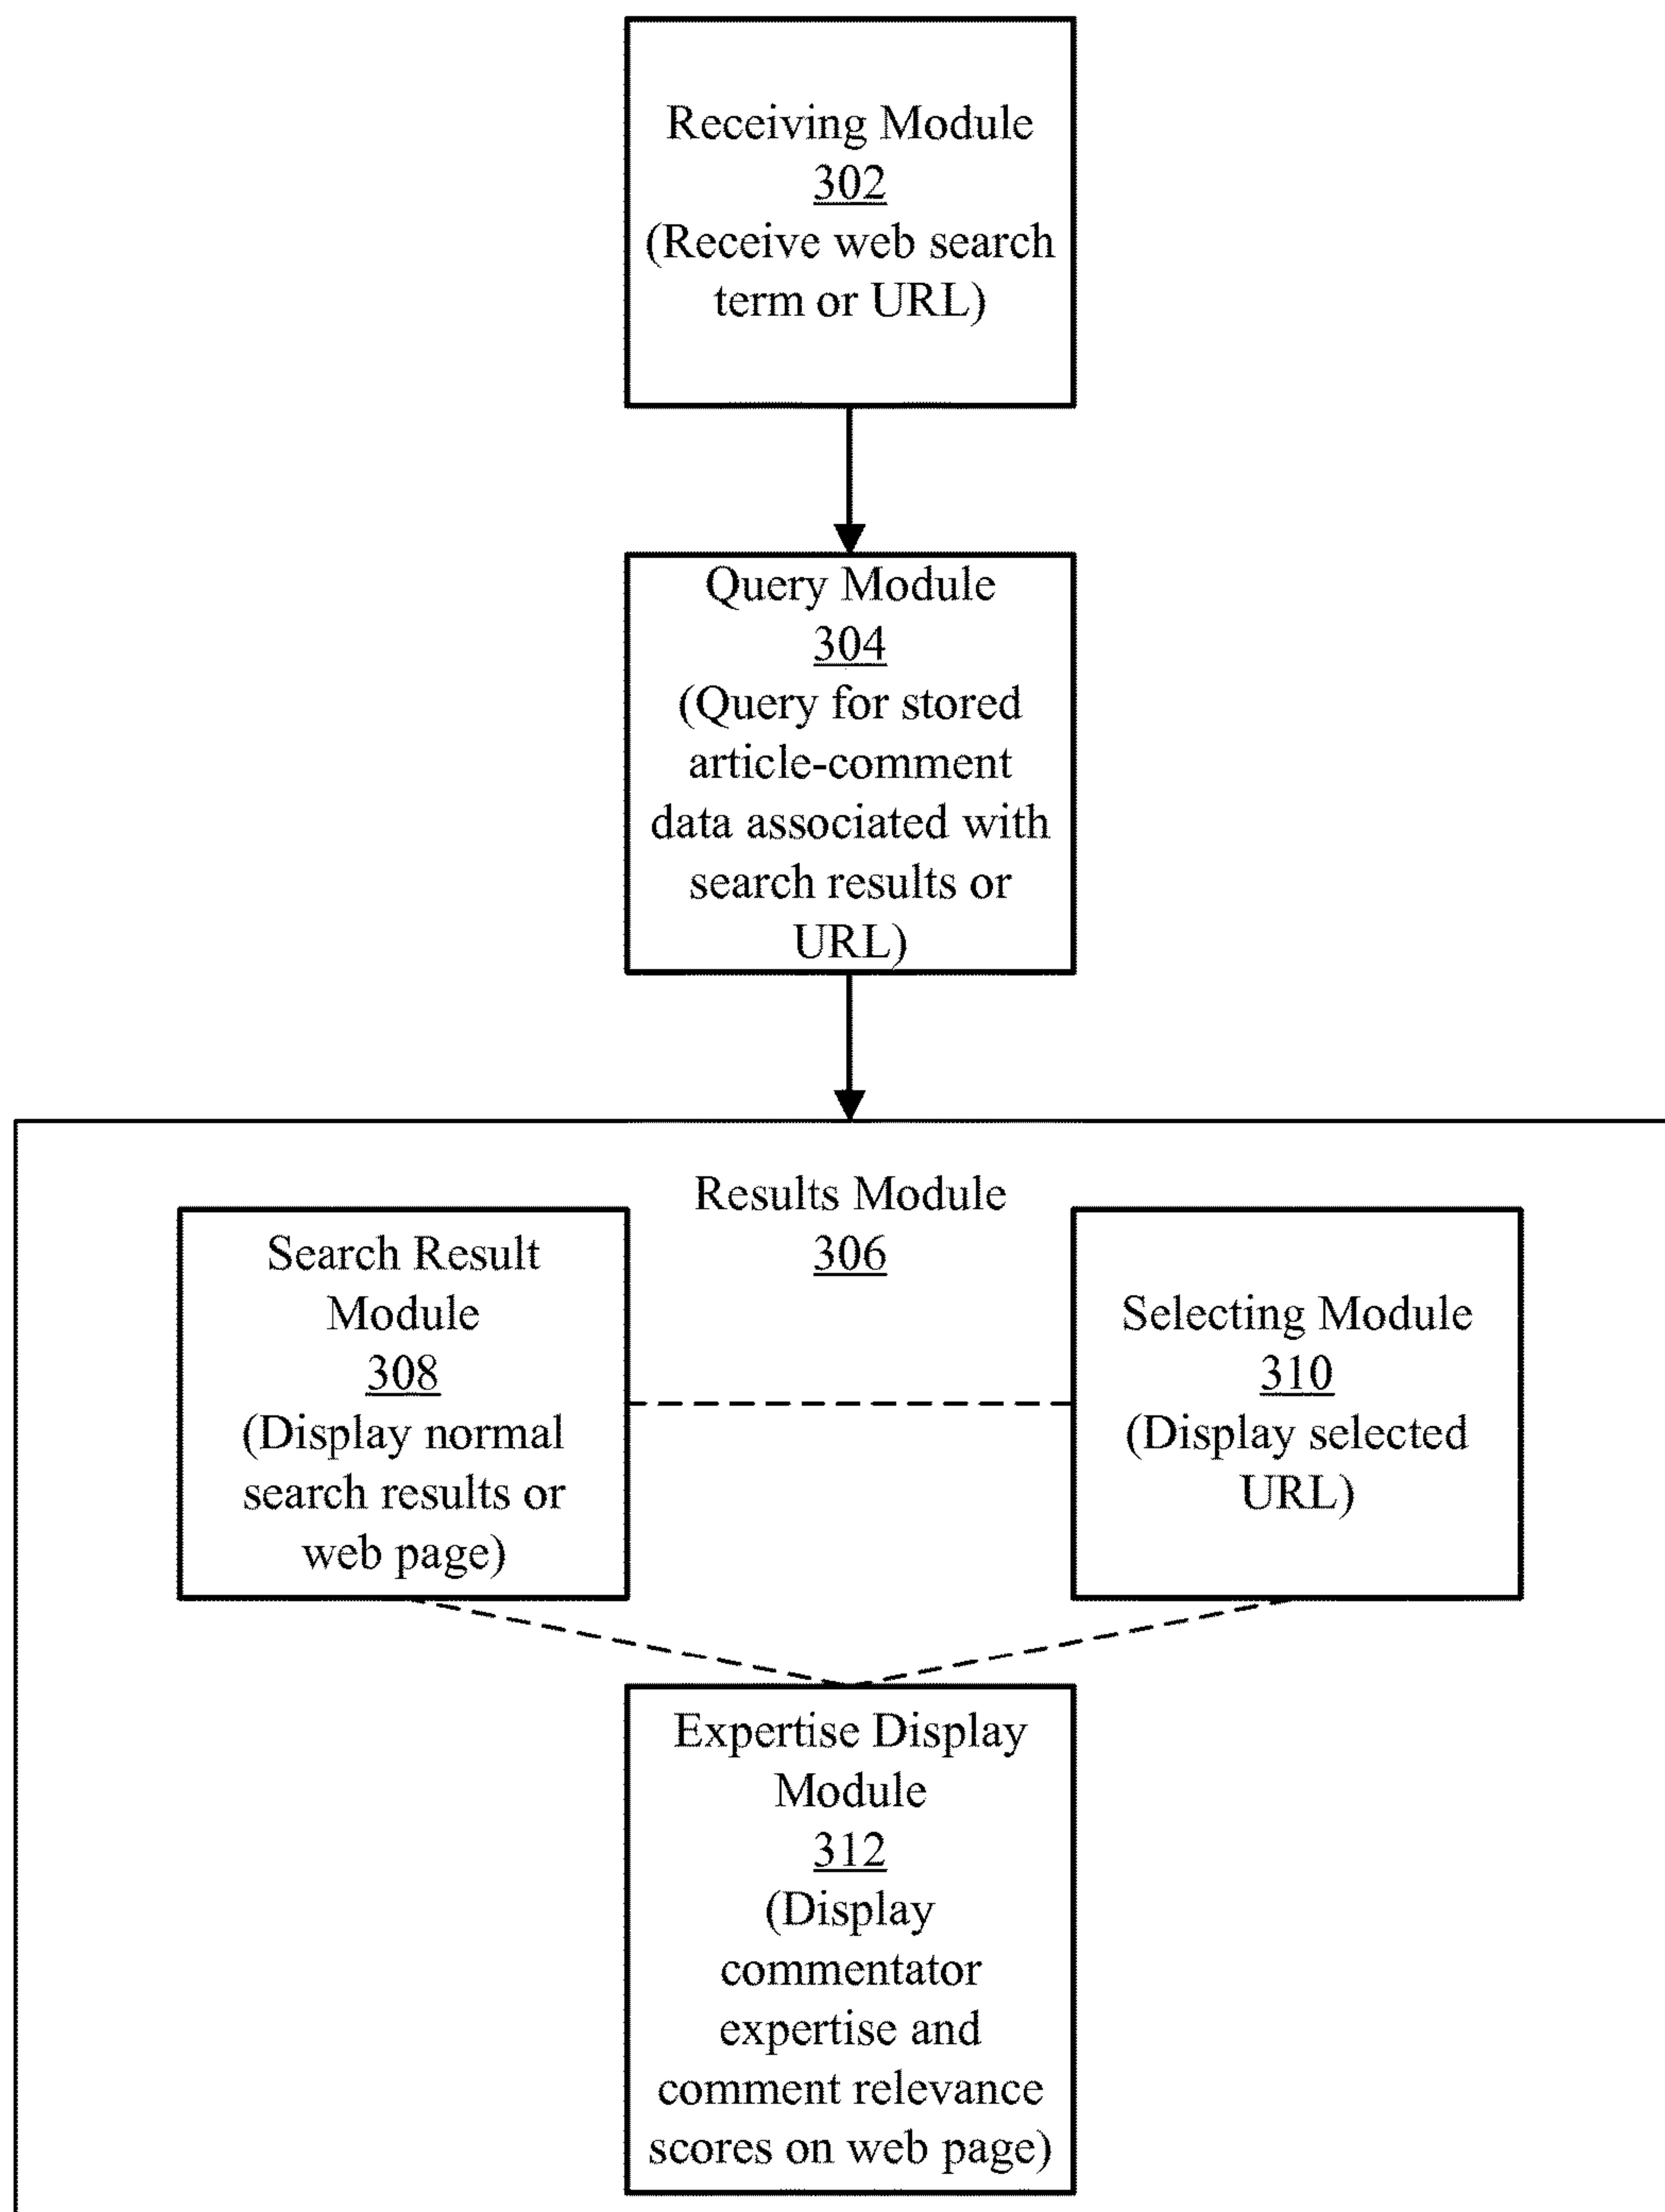 Receiving Module
302
(Receive web search
term or URL)
Query Module
304
(Query for stored
article-comment
data associated with
search results or
URL)
Results Module
306
Search Result
Module
308
(Display normal
search results or
web page)
Selecting Module
310
(Display selected
URL)
Expertise Display
Module
312
(Display
commentator
expertise and
comment relevance
scores on web page)